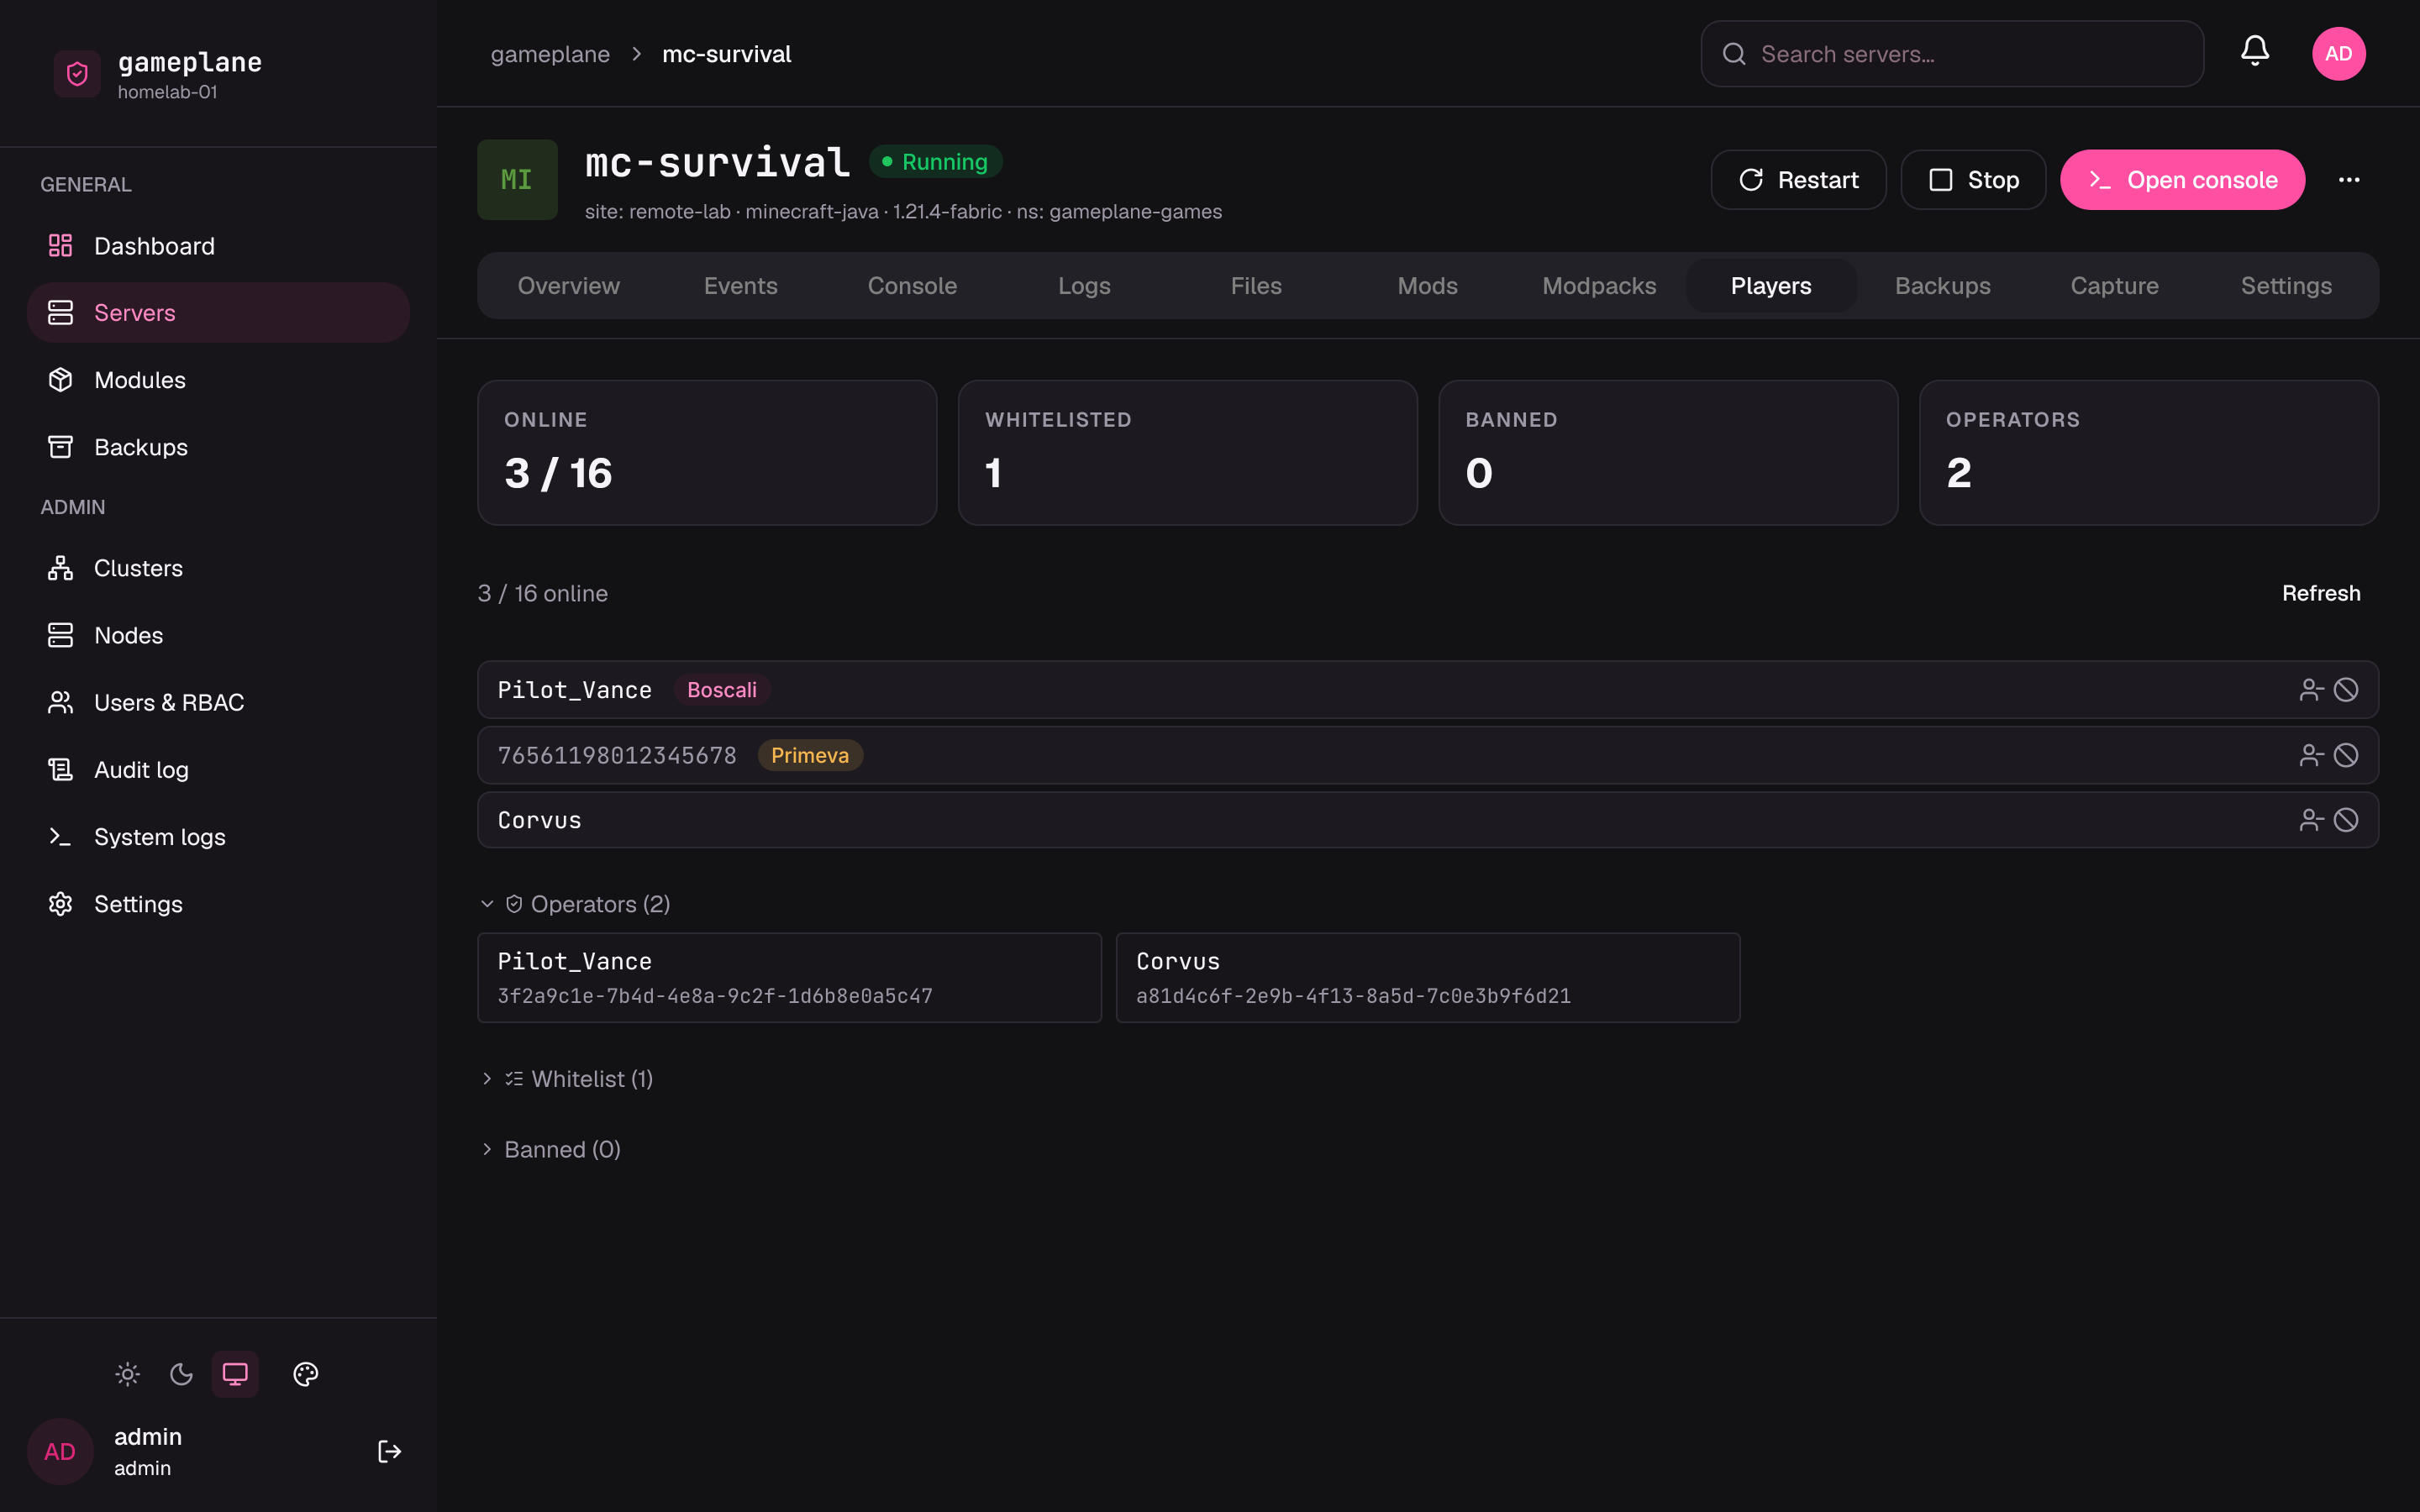 gameplane
homelab-01
GENERAL
Dashboard
Servers
Modules
Backups
ADMIN
Clusters
Nodes
Users & RBAC
Audit log
System logs
Settings
AD
admin
admin
gameplane > mc-survival
Search servers...
AD
MI
mc-survival
Running
site: remote-lab · minecraft-java · 1.21.4-fabric · ns: gameplane-games
Restart
Stop
Open console
Overview
Events
Console
Logs
Files
Mods
Modpacks
Players
Backups
Capture
Settings
ONLINE
3 / 16
WHITELISTED
1
BANNED
0
OPERATORS
2
3 / 16 online
Refresh
Pilot_Vance Boscali
76561198012345678 Primeva
Corvus
Operators (2)
Pilot_Vance
3f2a9c1e-7b4d-4e8a-9c2f-1d6b8e0a5c47
Corvus
a81d4c6f-2e9b-4f13-8a5d-7c0e3b9f6d21
Whitelist (1)
Banned (0)